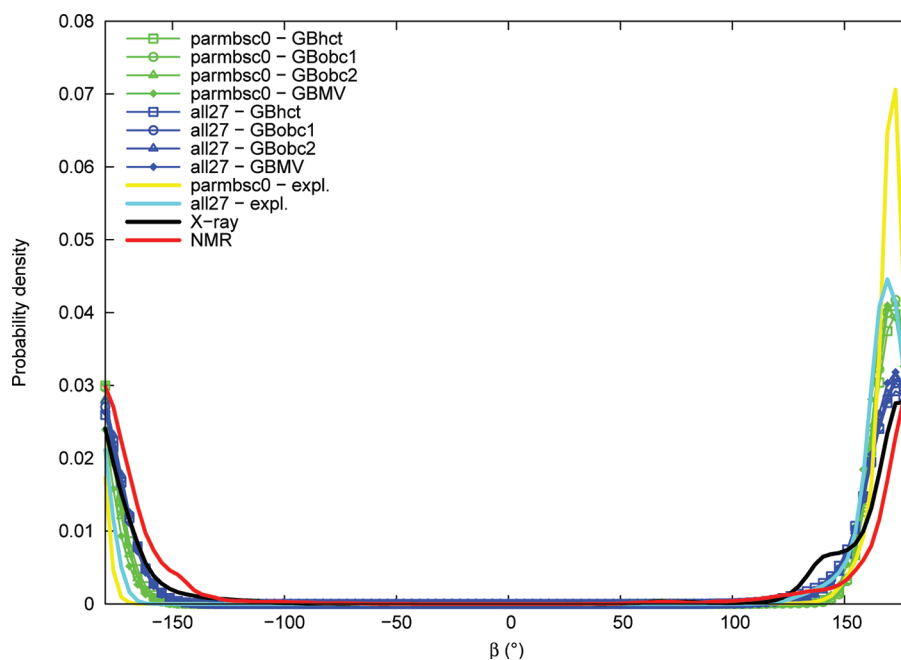 0.08
0.07
0.06
0.05
0.04
0.03
0.02
0.01
0
Probability density
parmbsc0 − GBhct
parmbsc0 − GBobc1
parmbsc0 − GBobc2
parmbsc0 − GBMV
all27 − GBhct
all27 − GBobc1
all27 − GBobc2
all27 − GBMV
parmbsc0 − expl.
all27 − expl.
X−ray
NMR
−150 −100 −50 0 50 100 150
β (°)